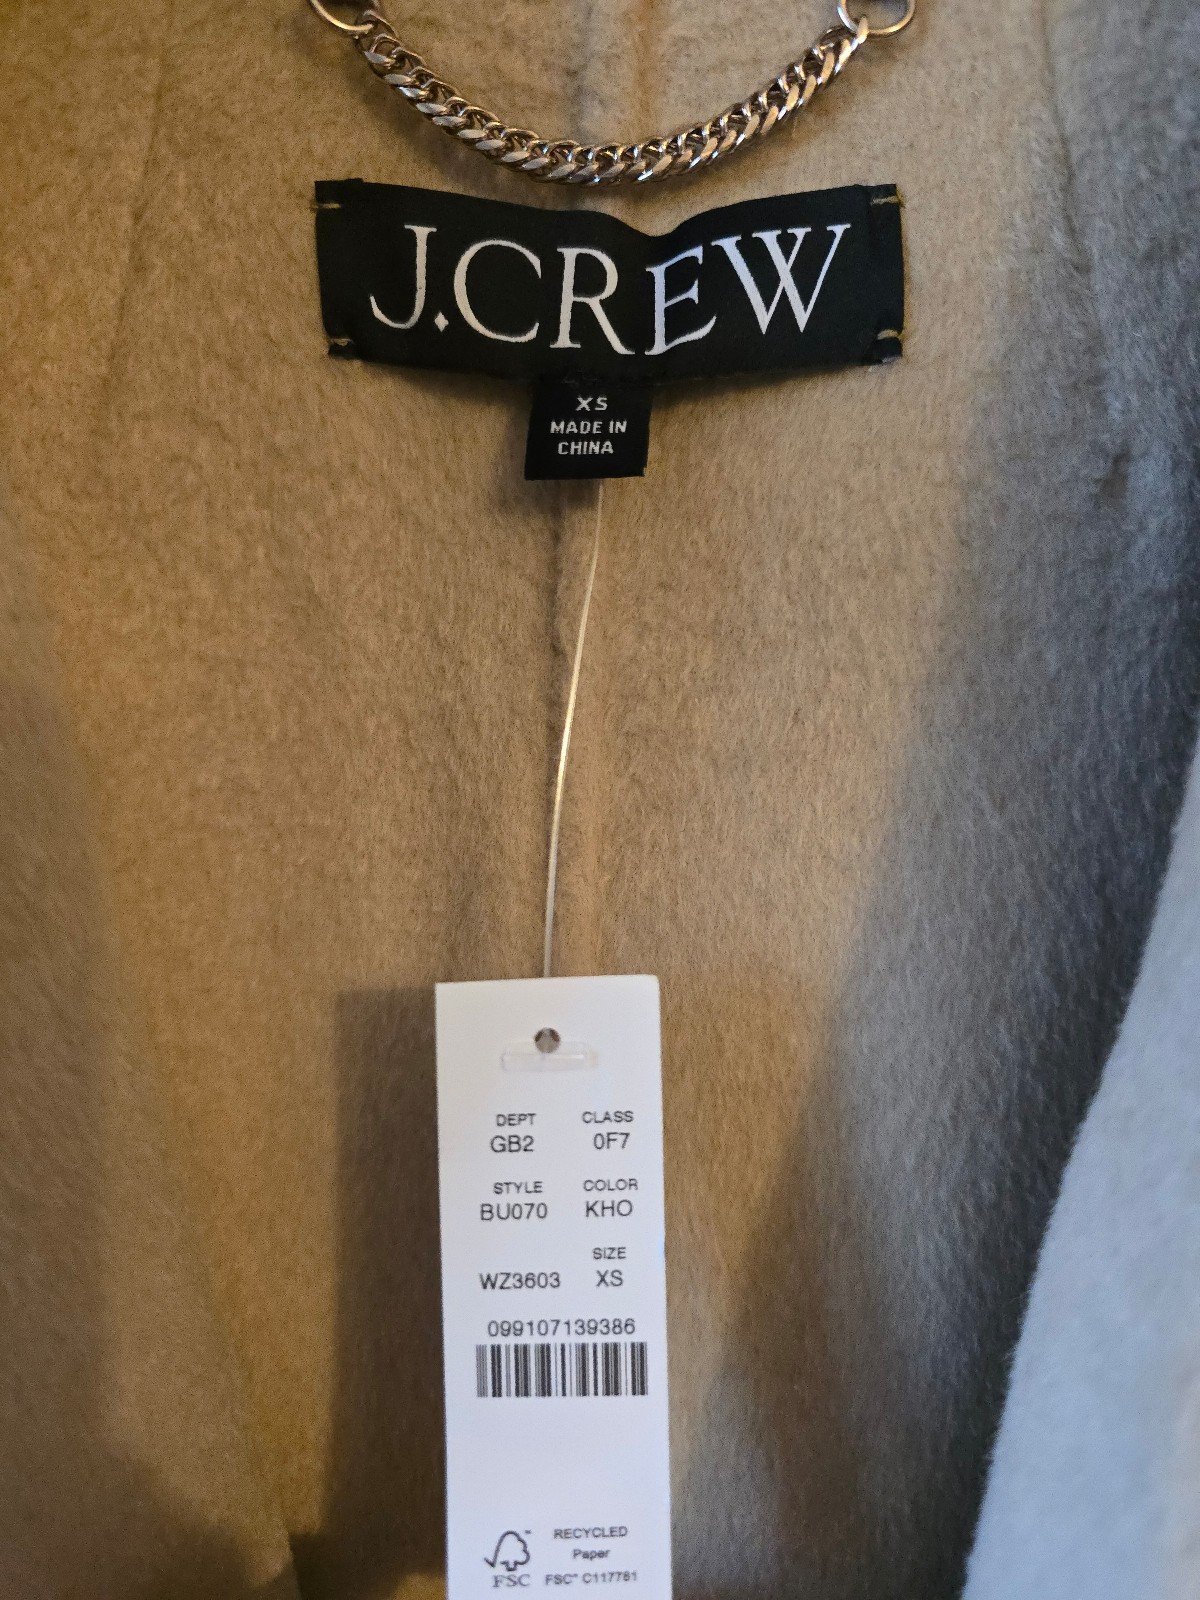 J.CREW
XS
MADE IN
CHINA
DEPT CLASS
GB2 0F7
STYLE COLOR
BU070 KHO
SIZE
WZ3603 XS
099107139386
RECYCLED
Paper
FSC™ FSC® C117781